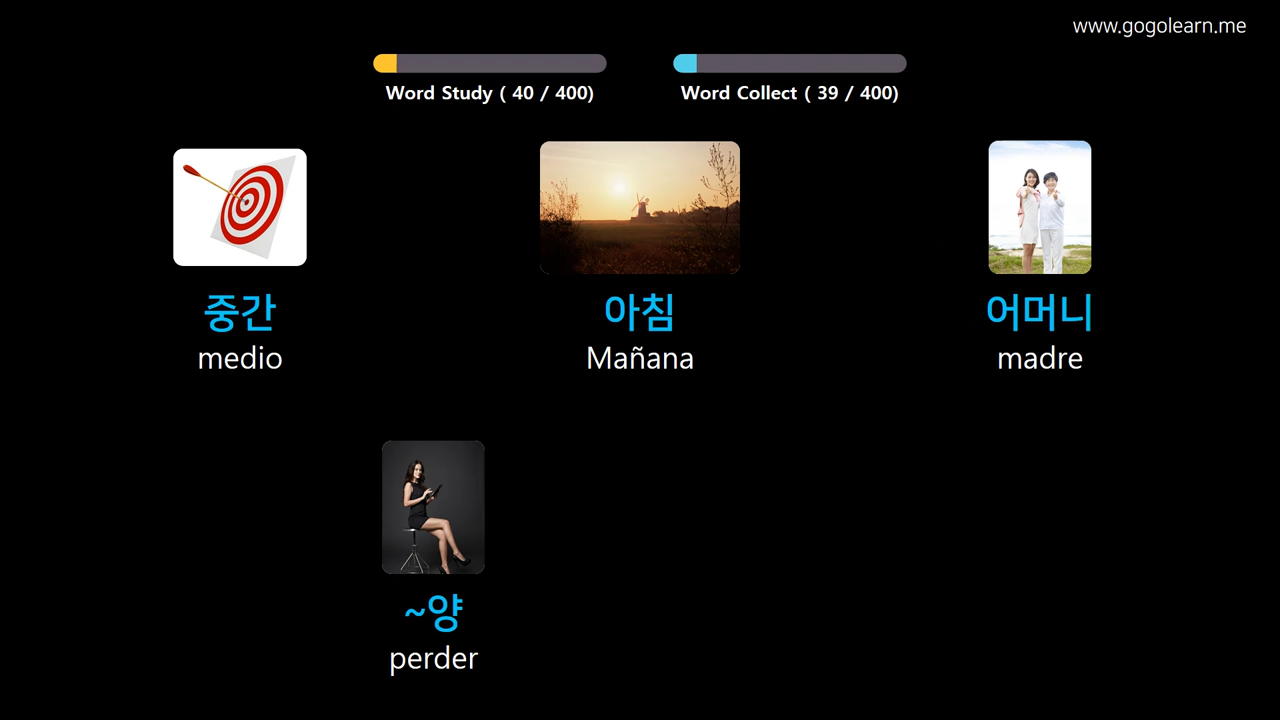 www.gogolearn.me
Word Study ( 40 / 400)
Word Collect ( 39 / 400)
중간
medio
아침
Mañana
어머니
madre
~양
perder